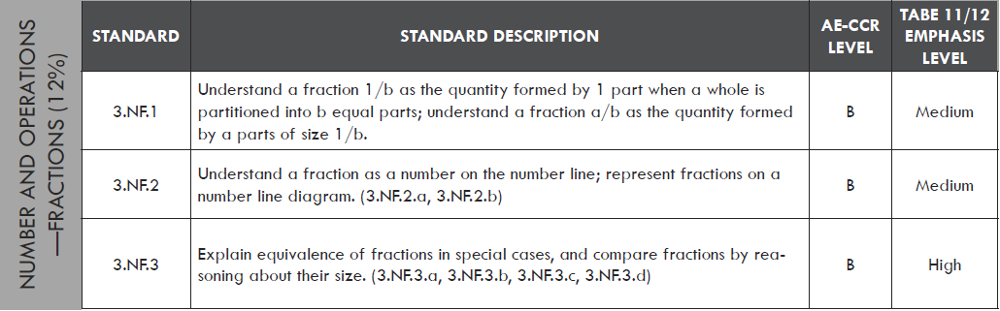 NUMBER AND OPERATIONS
—FRACTIONS (12%)
STANDARD
STANDARD DESCRIPTION
AE-CCR
LEVEL
TABE 11/12
EMPHASIS
LEVEL
3.NF.1
Understand a fraction 1/b as the quantity formed by 1 part when a whole is
partitioned into b equal parts; understand a fraction a/b as the quantity formed
by a parts of size 1/b.
B
Medium
3.NF.2
Understand a fraction as a number on the number line; represent fractions on a
number line diagram. (3.NF.2.a, 3.NF.2.b)
B
Medium
3.NF.3
Explain equivalence of fractions in special cases, and compare fractions by rea-
soning about their size. (3.NF.3.a, 3.NF.3.b, 3.NF.3.c, 3.NF.3.d)
B
High